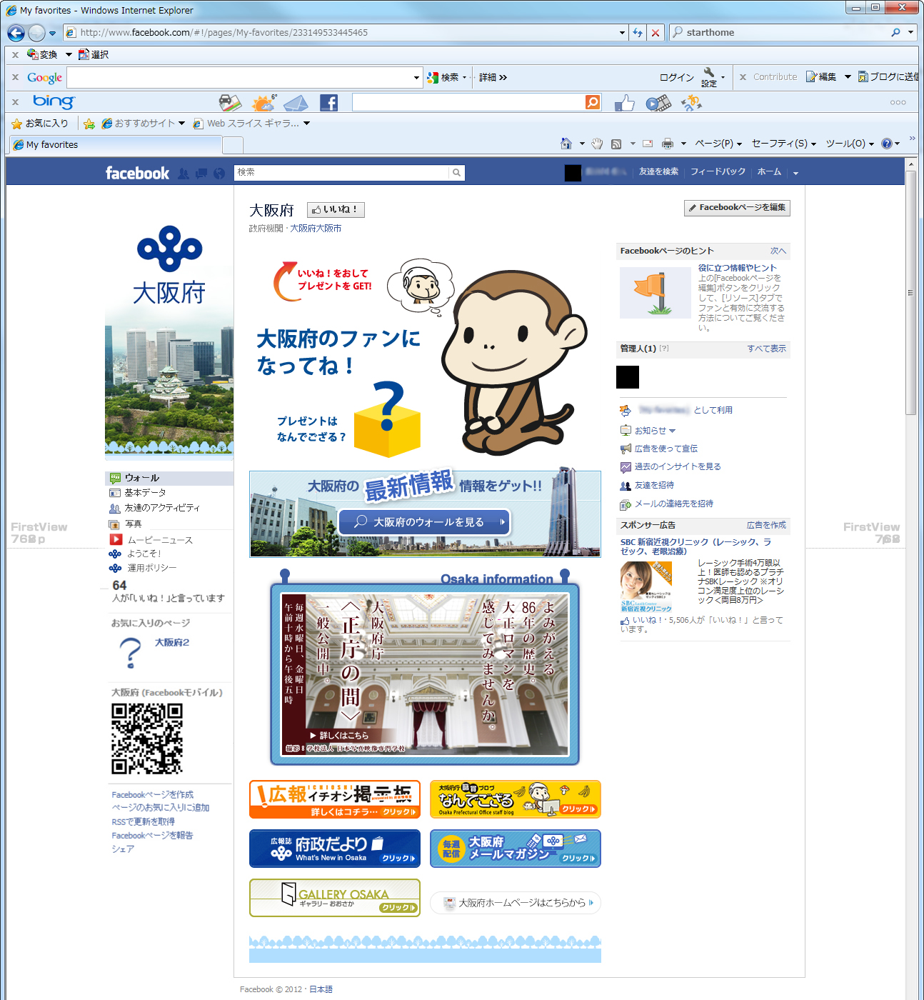 My favorites - Windows Internet Explorer
http://www.facebook.com/#!/pages/My-favorites/233149533445465
starthome
変換
選択
Google
検索
詳細
ログイン
設定
Contribute
編集
ブログに送信
bing
6°
お気に入り
おすすめサイト
Web スライス ギャラ...
My favorites
ページ(P)
セーフティ(S)
ツール(O)
facebook
検索
友達を検索
フィードバック
ホーム
大阪府
ウォール
基本データ
友達のアクティビティ
写真
ムービーニュース
ようこそ!
運用ポリシー
64
人が「いいね!」と言っています
お気に入りのページ
大阪府2
大阪府 (Facebookモバイル)
Facebookページを作成
ページのお気に入りに追加
RSSで更新を取得
Facebookページを報告
シェア
FirstView
大阪府
いいね!
政府機関・大阪府大阪市
いいね!をおして
プレゼントを GET!
大阪府のファンに
なってね!
?
プレゼントは
なんでござる?
大阪府の 最新情報 情報をゲット!!
大阪府のウォールを見る
Osaka information
よみがえる
86年の歴史。
大正ロマンを
感じてみませんか。
大阪府庁
〈正庁の間〉
一般公開中。
毎週水曜日、金曜日
午前十時から午後五時
詳しくはこちら
撮影:学校法人 日本写真映像専門学校
!広報イチオシ掲示板
ICHIOSHI
詳しくはコチラ… クリック
大阪府庁 職員 ブログ
なんでござる
Osaka Prefectural Office staff blog
クリック
広報誌 府政だより
What's New in Osaka
クリック
毎週
配信
大阪府
メールマガジン
クリック
GALLERY OSAKA
ギャラリー おおさか
クリック
大阪府ホームページはこちらから
Facebook © 2012・日本語
Facebookページを編集
Facebookページのヒント
次へ
役に立つ情報やヒント
上の[Facebookページを
編集]ボタンをクリック
して、[リソース]タブで
ファンと有効に交流する
方法についてご覧くださ
い。
管理人(1) [?]
すべて表示
として利用
お知らせ
広告を使って宣伝
過去のインサイトを見る
友達を招待
メールの連絡先を招待
スポンサー広告
広告を作成
SBC 新宿近視クリニック（レーシック、ラ
ゼック、老眼治療）
レーシック手術4万眼以
上！医師も認めるプラチ
ナSBKレーシック ※オリ
コン満足度上位のレーシ
ック＜両目8万円＞
SBC
新宿近視クリニック
いいね!・5,506人が「いいね!」と言って
います。
FirstView